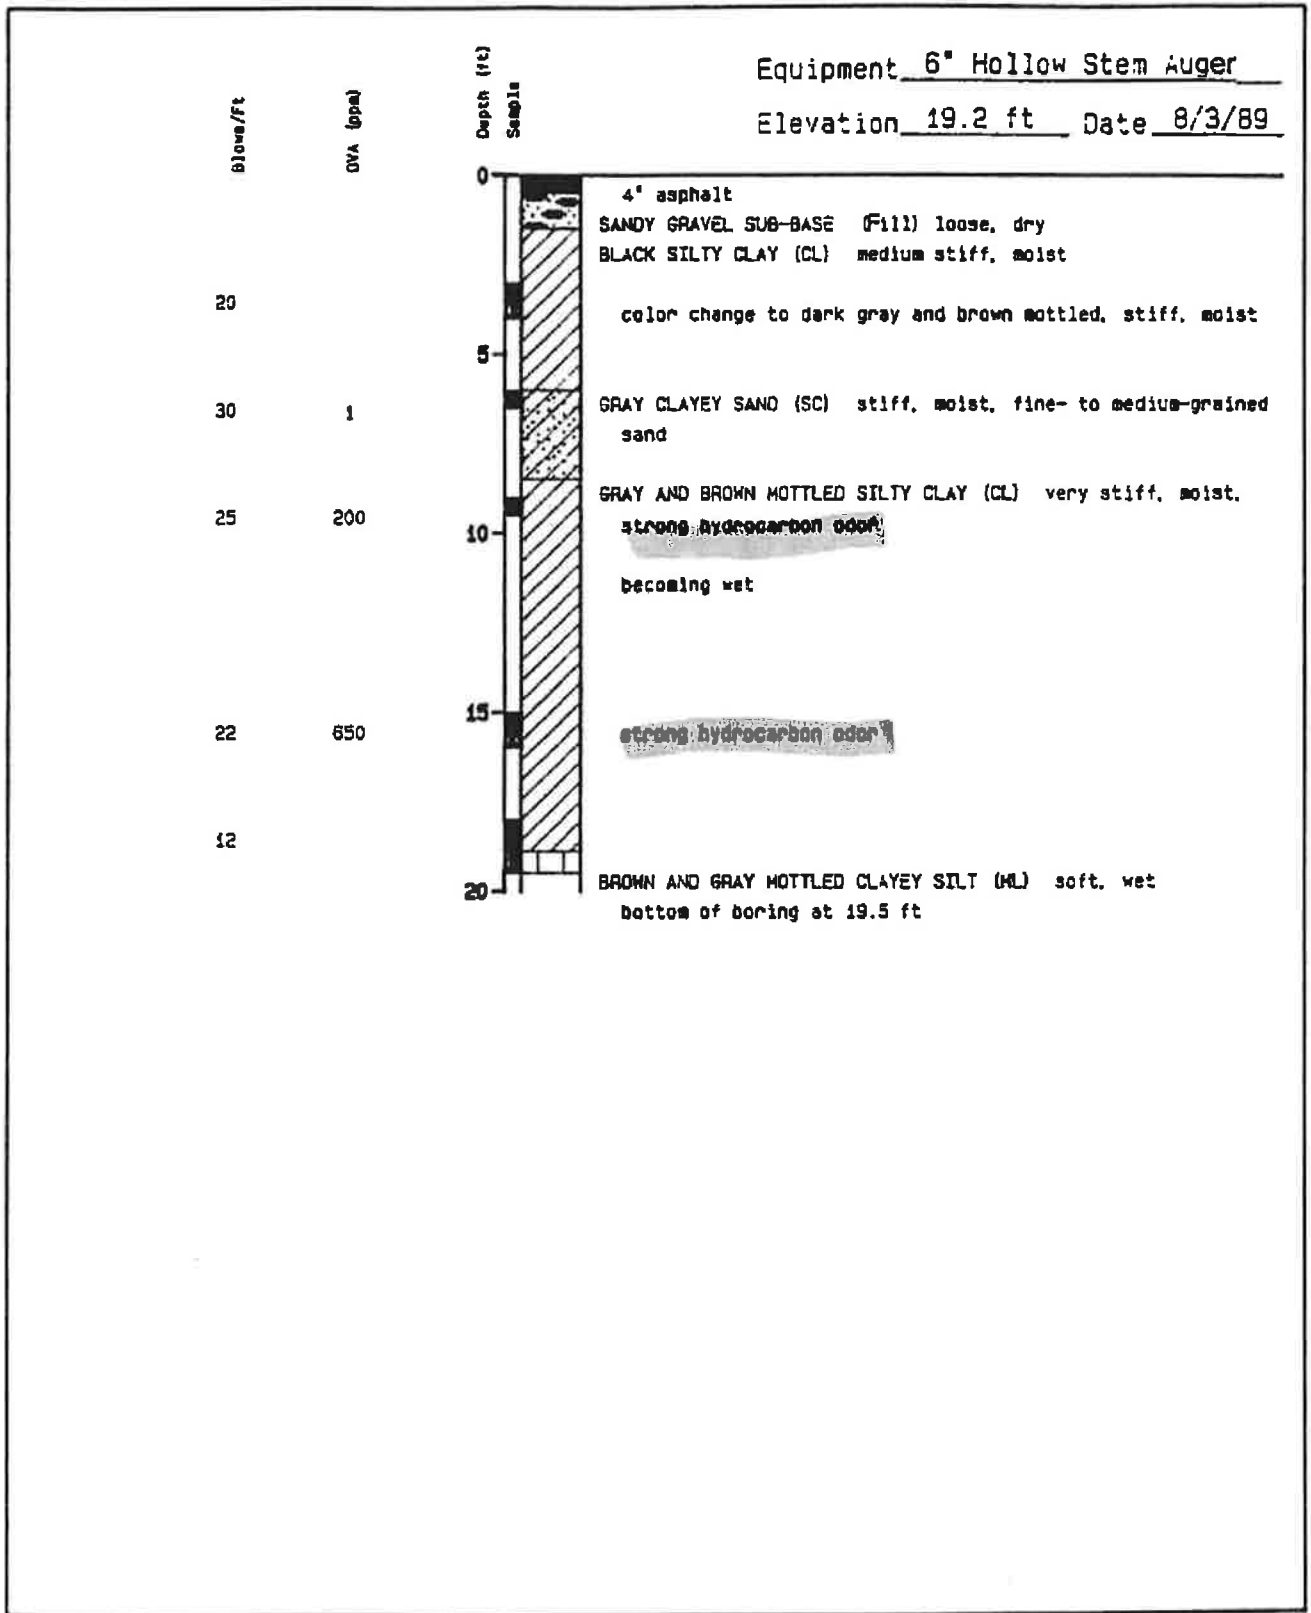 Equipment 6" Hollow Stem Auger
Elevation 19.2 ft Date 8/3/89
Blows/Ft
OVA (ppm)
Depth (ft)
Sample
0
4" asphalt
SANDY GRAVEL SUB-BASE (Fill) loose, dry
BLACK SILTY CLAY (CL) medium stiff, moist
20
color change to dark gray and brown mottled, stiff, moist
5
30 1 GRAY CLAYEY SAND (SC) stiff, moist, fine- to medium-grained
sand
GRAY AND BROWN MOTTLED SILTY CLAY (CL) very stiff, moist,
25 200 10 strong hydrocarbon odor
becoming wet
15
22 650 strong hydrocarbon odor
12
20 BROWN AND GRAY MOTTLED CLAYEY SILT (ML) soft, wet
bottom of boring at 19.5 ft